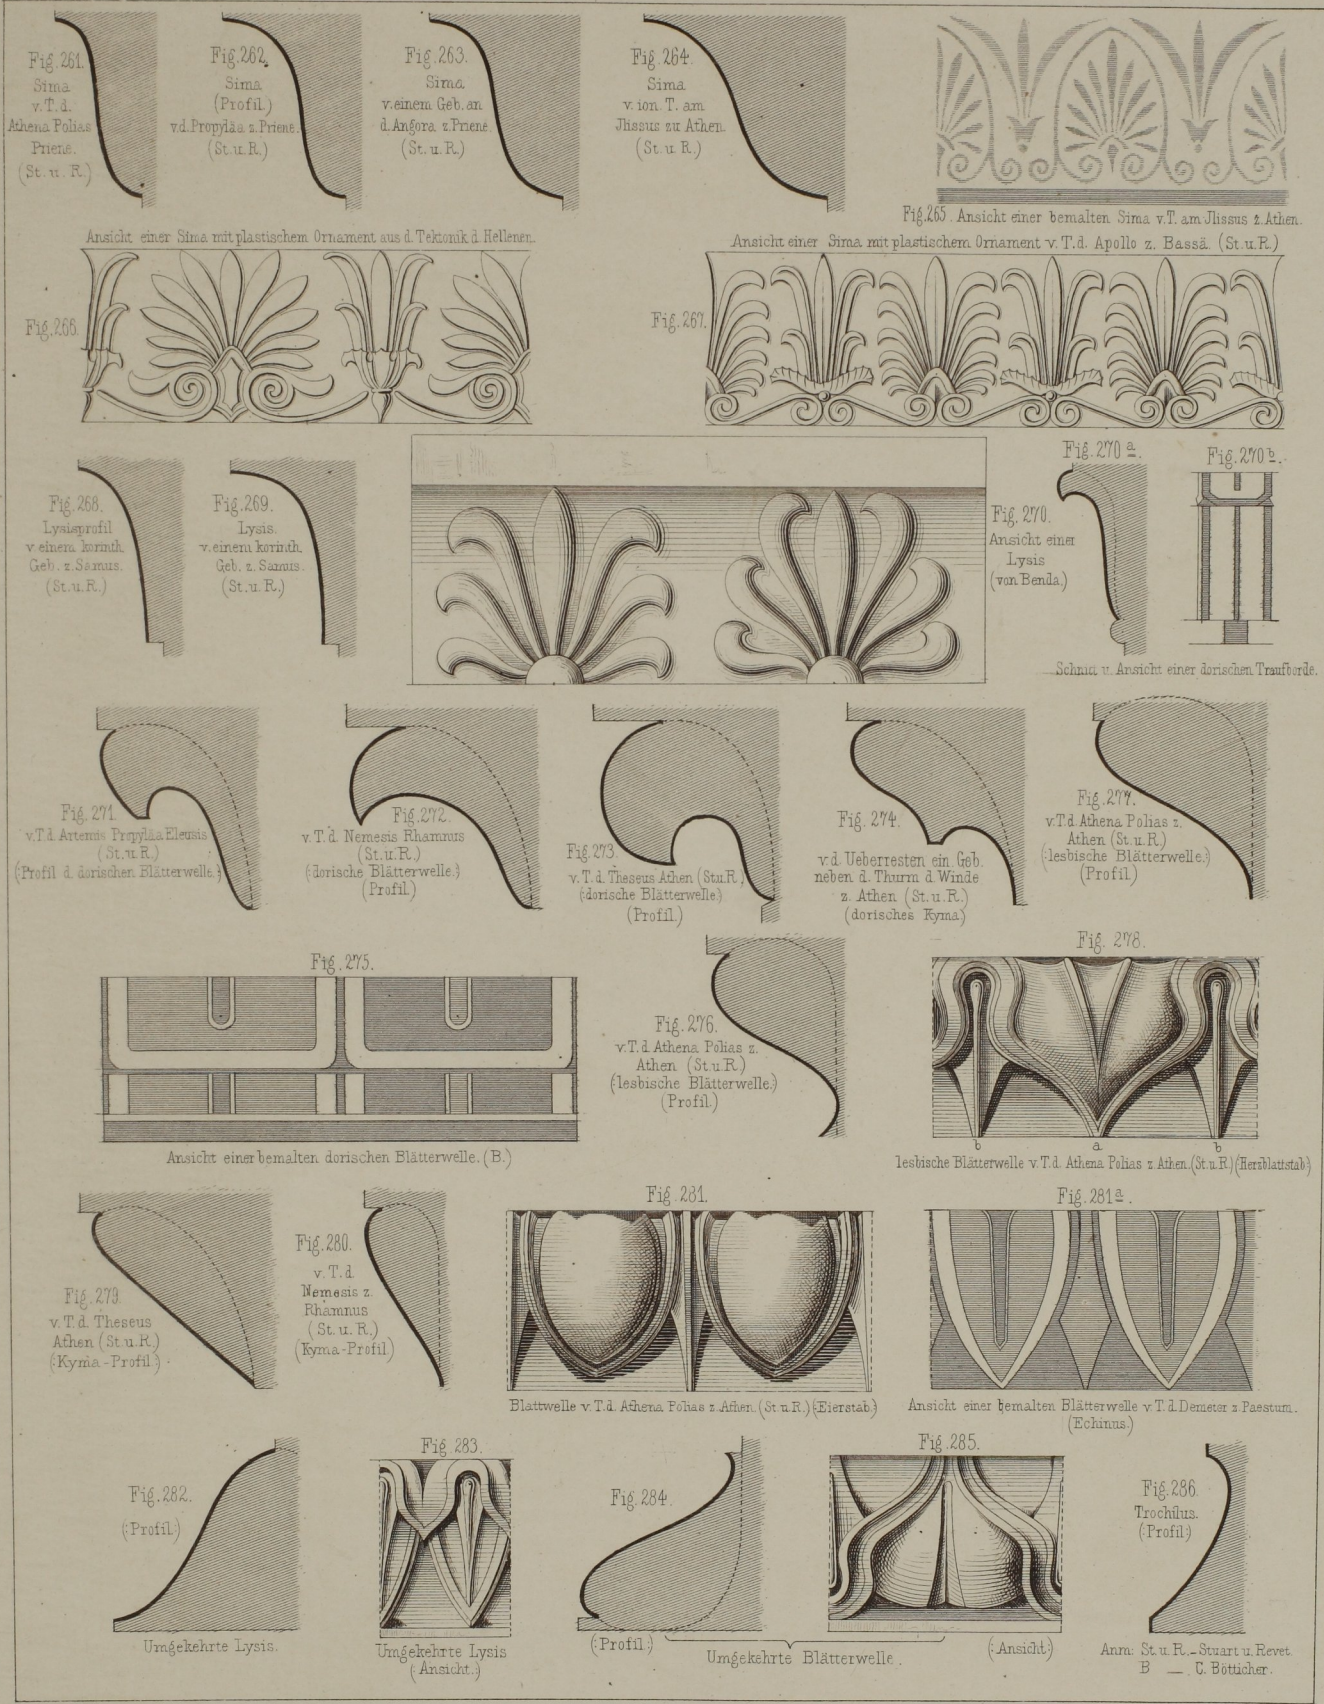 Fig. 261.
Sima
v. T. d.
Athena Polias
Priene.
(St. u. R.)
Fig. 262.
Sima
(Profil.)
v. d. Propyläa z. Priene.
(St. u. R.)
Fig. 263.
Sima
v. einem Geb. an
d. Angora z. Priene.
(St. u. R.)
Fig. 264.
Sima
v. ion. T. am
Jlissus zu Athen.
(St. u. R.)
Fig. 265. Ansicht einer bemalten Sima v. T. am Jlissus z. Athen.
Ansicht einer Sima mit plastischem Ornament aus d. Tektonik d. Hellenen.
Fig. 266.
Ansicht einer Sima mit plastischem Ornament v. T. d. Apollo z. Bassä. (St. u. R.)
Fig. 267.
Fig. 268.
Lysisprofil
v. einem korinth.
Geb. z. Samus.
(St. u. R.)
Fig. 269.
Lysis.
v. einem korinth.
Geb. z. Samus.
(St. u. R.)
Fig. 270.
Ansicht einer
Lysis
(von Benda.)
Fig. 270 a.
Fig. 270 b.
Schnitt u. Ansicht einer dorischen Traufborde.
Fig. 271.
v. T. d. Artemis Propyläa Eleusis
(St. u. R.)
(:Profil d. dorischen Blätterwelle.:)
Fig. 272.
v. T. d. Nemesis Rhamnus
(St. u. R.)
(:dorische Blätterwelle.:)
(Profil.)
Fig. 273.
v. T. d. Theseus Athen (St. u. R.)
(:dorische Blätterwelle.:)
(Profil.)
Fig. 274.
v. d. Ueberresten ein. Geb.
neben d. Thurm d. Winde
z. Athen (St. u. R.)
(dorisches Kyma)
Fig. 277.
v. T. d. Athena Polias z.
Athen (St. u. R.)
(:lesbische Blätterwelle.:)
(Profil.)
Fig. 275.
Ansicht einer bemalten dorischen Blätterwelle. (B.)
Fig. 276.
v. T. d. Athena Polias z.
Athen (St. u. R.)
(:lesbische Blätterwelle.:)
(Profil.)
Fig. 278.
b a b
lesbische Blätterwelle v. T. d. Athena Polias z. Athen. (St. u. R.) (Herzblattstab:)
Fig. 279.
v. T. d. Theseus
Athen (St. u. R.)
(:Kyma-Profil.:)
Fig. 280.
v. T. d.
Nemesis z.
Rhamnus
(St. u. R.)
(Kyma-Profil)
Fig. 281.
Blattwelle v. T. d. Athena Polias z. Athen. (St. u. R.) (:Eierstab.:)
Fig. 281 a.
Ansicht einer bemalten Blätterwelle v. T. d. Demeter z. Paestum.
(Echinus.)
Fig. 282.
(:Profil.:)
Umgekehrte Lysis.
Fig. 283.
Umgekehrte Lysis
(:Ansicht.:)
Fig. 284.
(:Profil.:)
Fig. 285.
(:Ansicht:)
Umgekehrte Blätterwelle.
Fig. 286.
Trochilus.
(:Profil:)
Anm: St. u. R. - Stuart u. Revet.
B — C. Bötticher.